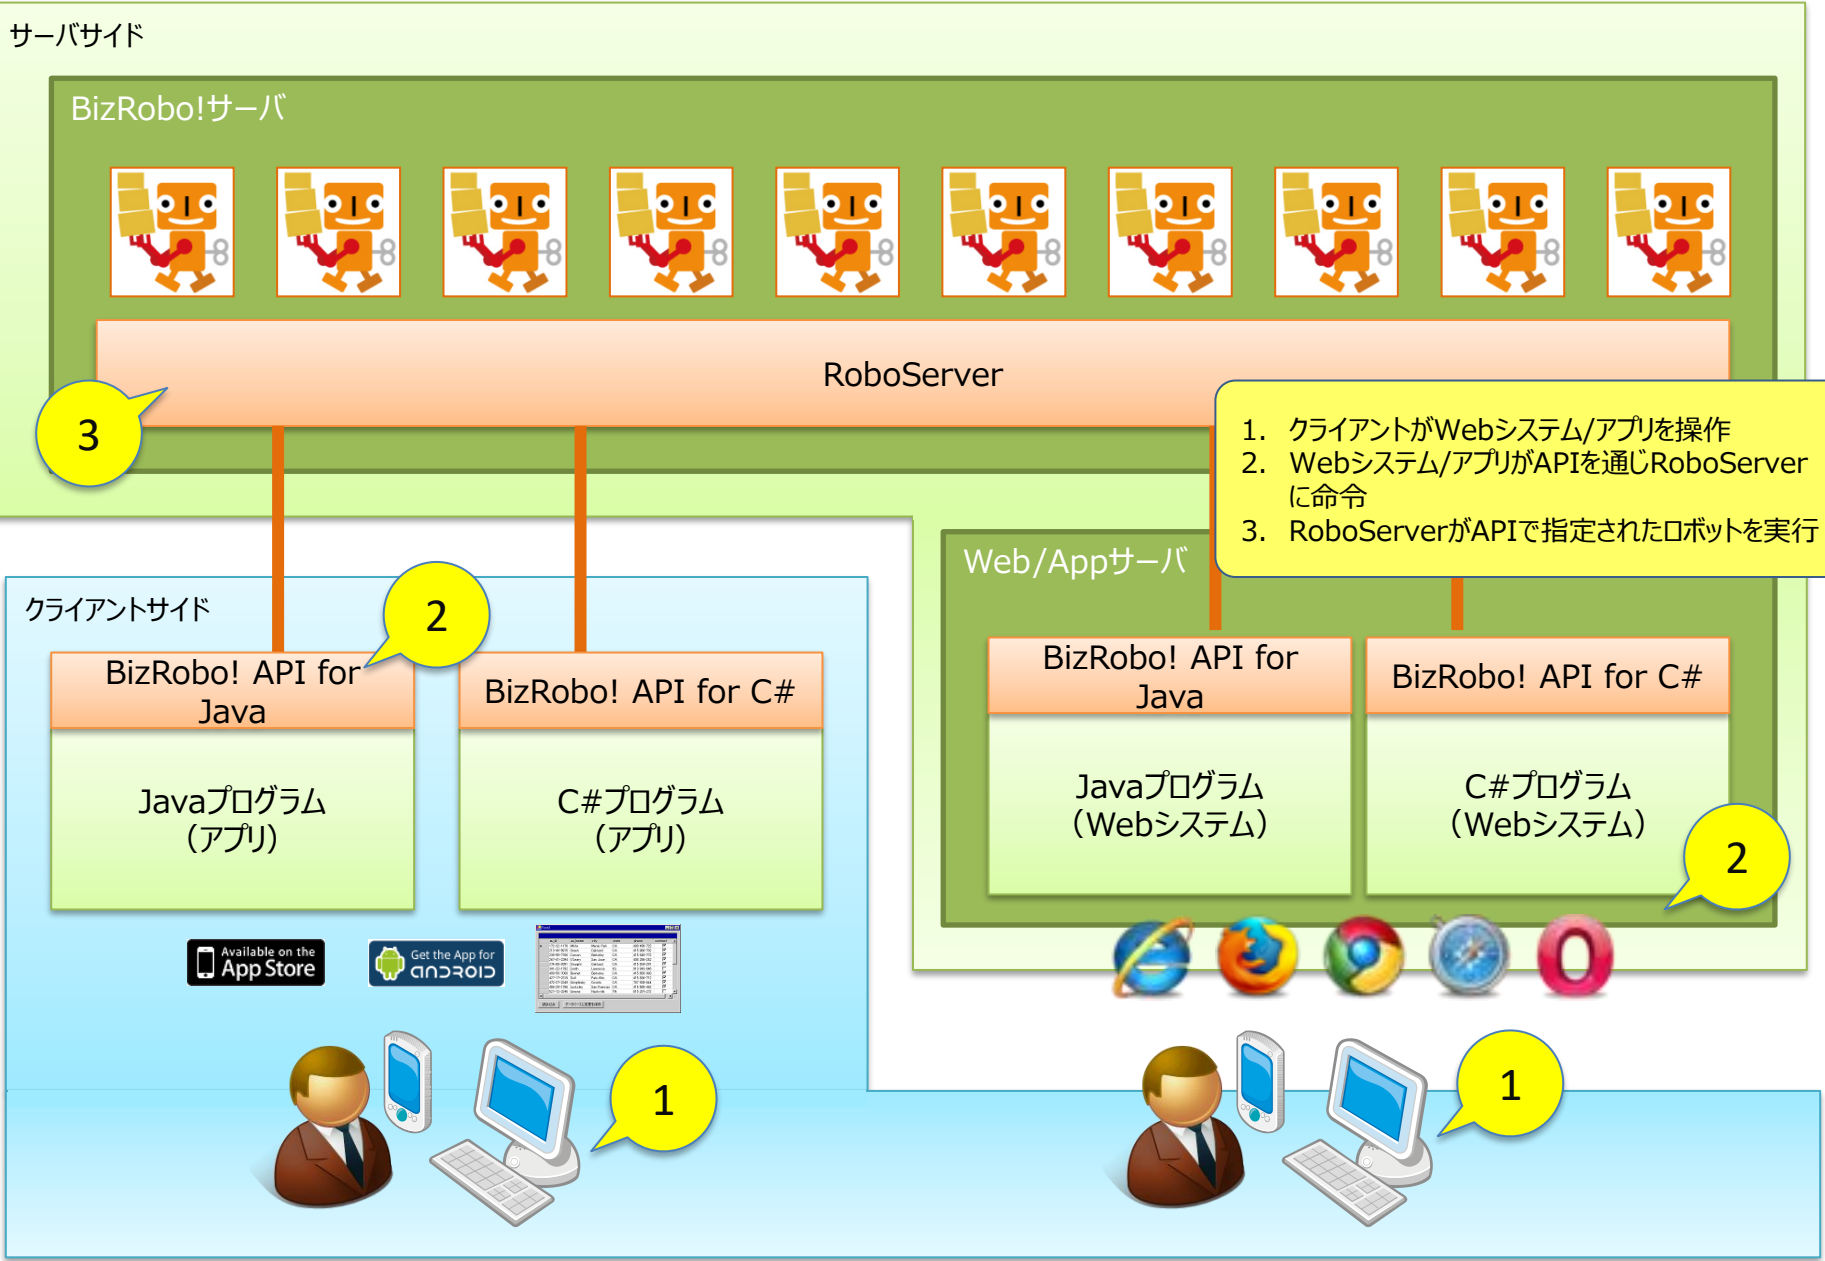 サーバサイド
BizRobo!サーバ
RoboServer
3
1. クライアントがWebシステム/アプリを操作
2. Webシステム/アプリがAPIを通じRoboServer
に命令
3. RoboServerがAPIで指定されたロボットを実行
Web/Appサーバ
クライアントサイド
2
BizRobo! API for
Java
BizRobo! API for C#
BizRobo! API for
Java
BizRobo! API for C#
Javaプログラム
（アプリ）
C#プログラム
（アプリ）
Javaプログラム
（Webシステム）
C#プログラム
（Webシステム）
2
Available on the
App Store
Get the App for
android
1
1